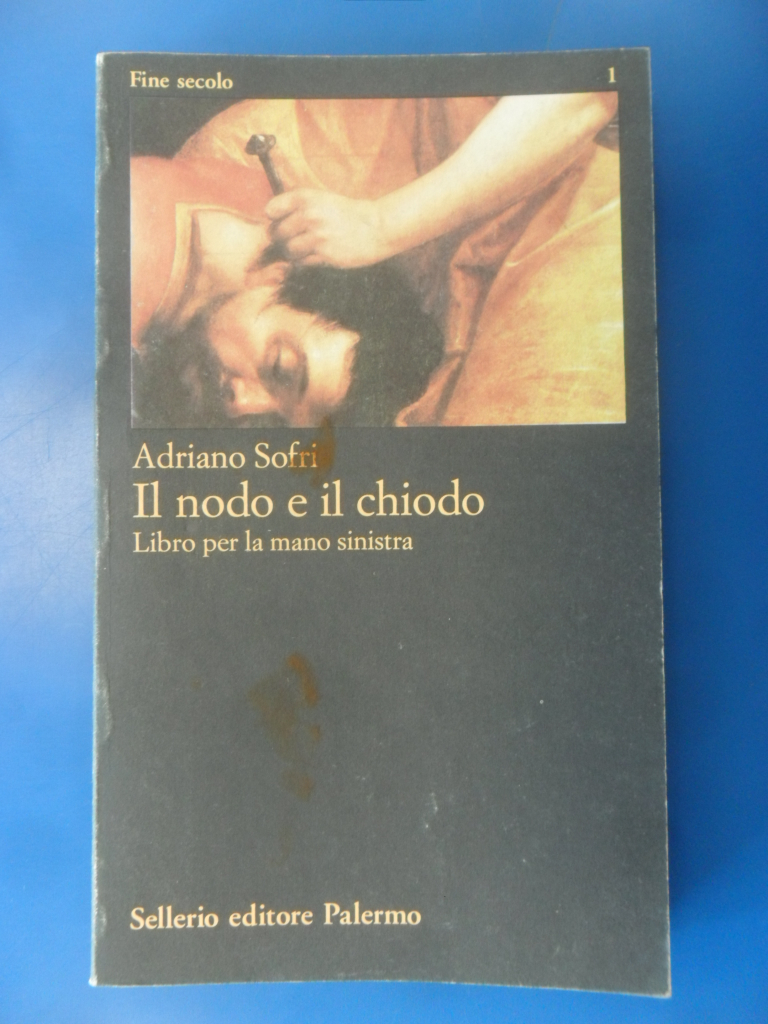 Fine secolo 1
Adriano Sofri
Il nodo e il chiodo
Libro per la mano sinistra
Sellerio editore Palermo